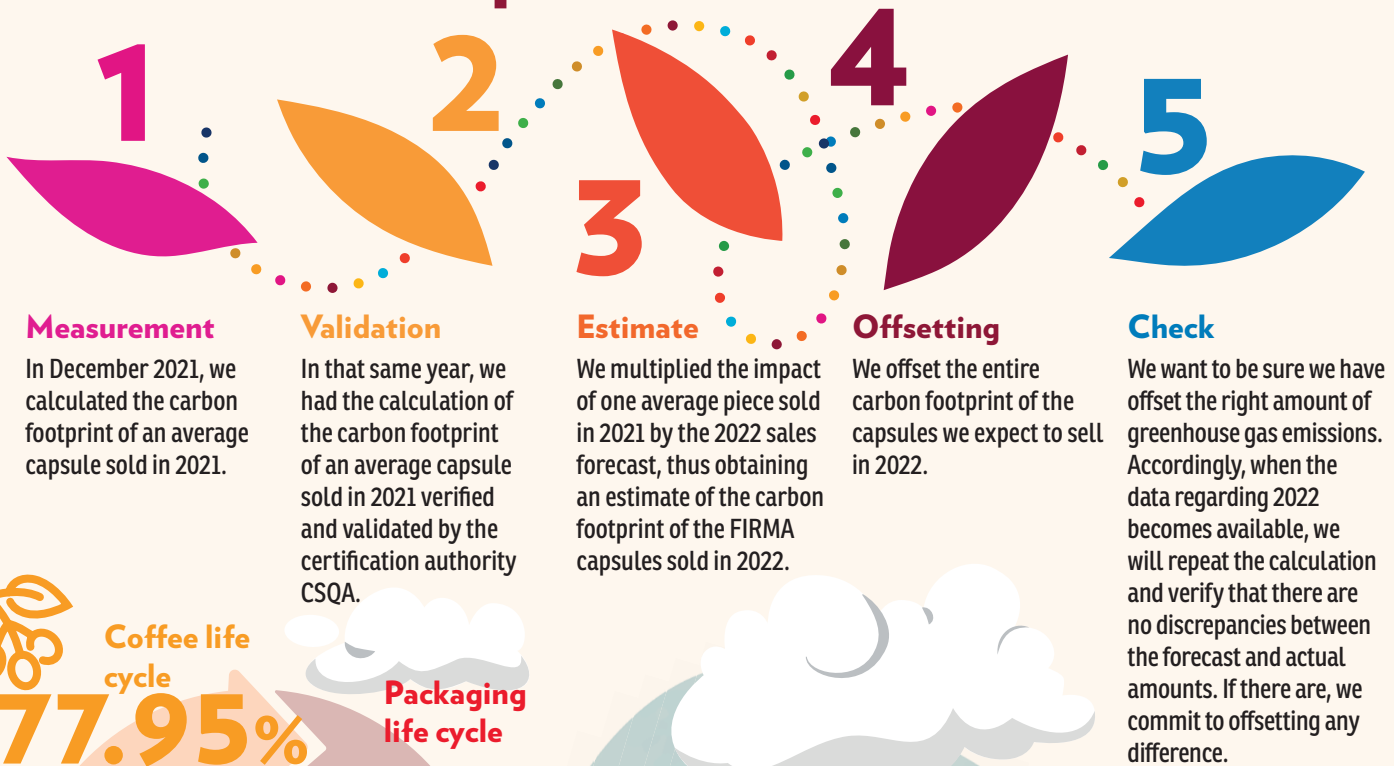 1
Measurement
In December 2021, we
calculated the carbon
footprint of an average
capsule sold in 2021.
2
Validation
In that same year, we
had the calculation of
the carbon footprint
of an average capsule
sold in 2021 verified
and validated by the
certification authority
CSQA.
3
Estimate
We multiplied the impact
of one average piece sold
in 2021 by the 2022 sales
forecast, thus obtaining
an estimate of the carbon
footprint of the FIRMA
capsules sold in 2022.
4
Offsetting
We offset the entire
carbon footprint of the
capsules we expect to sell
in 2022.
5
Check
We want to be sure we have
offset the right amount of
greenhouse gas emissions.
Accordingly, when the
data regarding 2022
becomes available, we
will repeat the calculation
and verify that there are
no discrepancies between
the forecast and actual
amounts. If there are, we
commit to offsetting any
difference.
Coffee life
cycle
77.95%
Packaging
life cycle